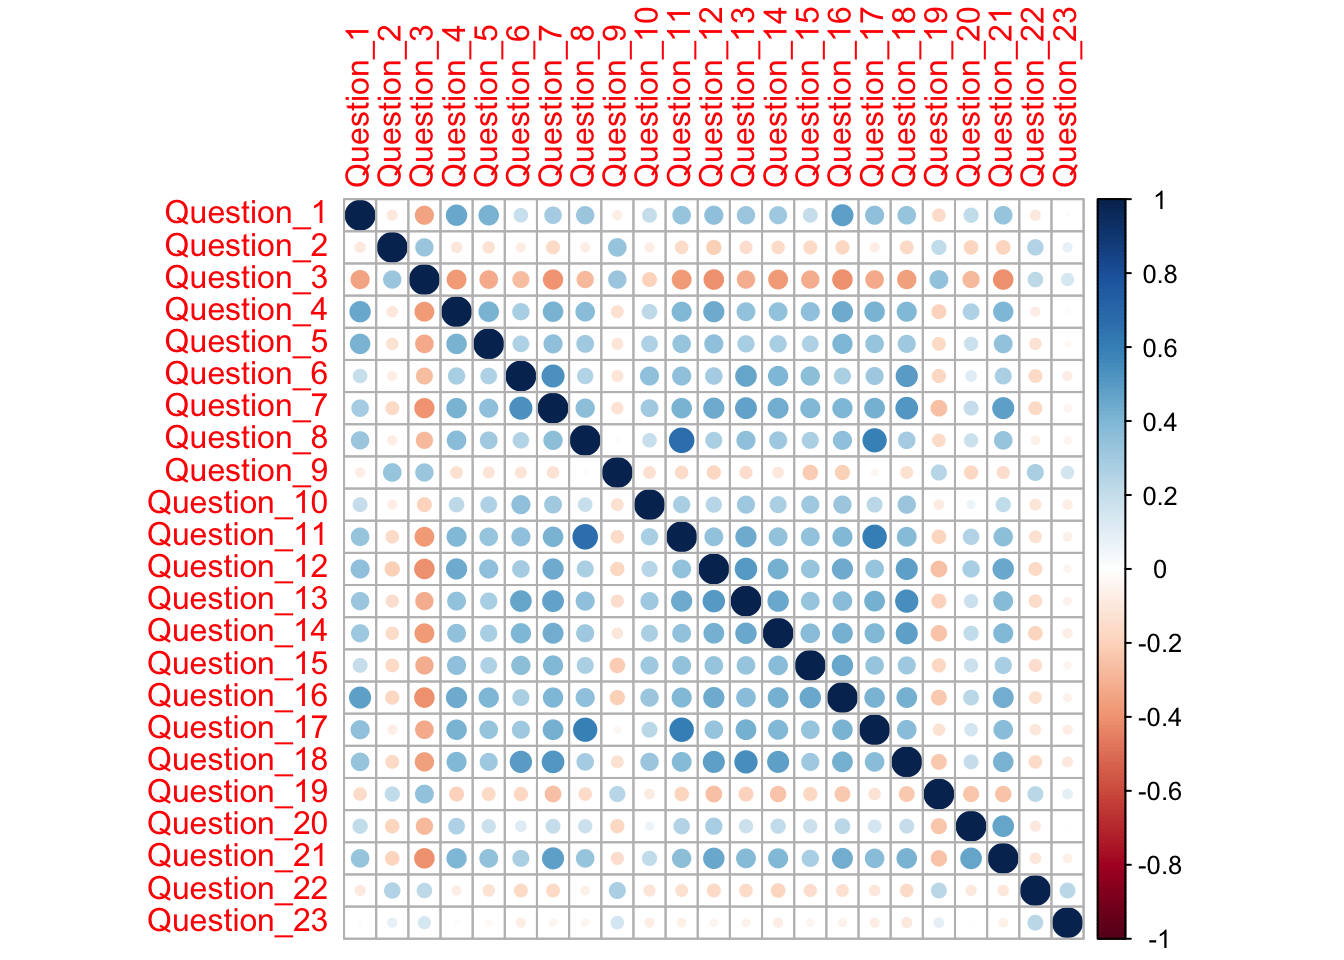 Question_1
Question_2
Question_3
Question_4
Question_5
Question_6
Question_7
Question_8
Question_9
Question_10
Question_11
Question_12
Question_13
Question_14
Question_15
Question_16
Question_17
Question_18
Question_19
Question_20
Question_21
Question_22
Question_23
Question_1
Question_2
Question_3
Question_4
Question_5
Question_6
Question_7
Question_8
Question_9
Question_10
Question_11
Question_12
Question_13
Question_14
Question_15
Question_16
Question_17
Question_18
Question_19
Question_20
Question_21
Question_22
Question_23
1
0.8
0.6
0.4
0.2
0
-0.2
-0.4
-0.6
-0.8
-1